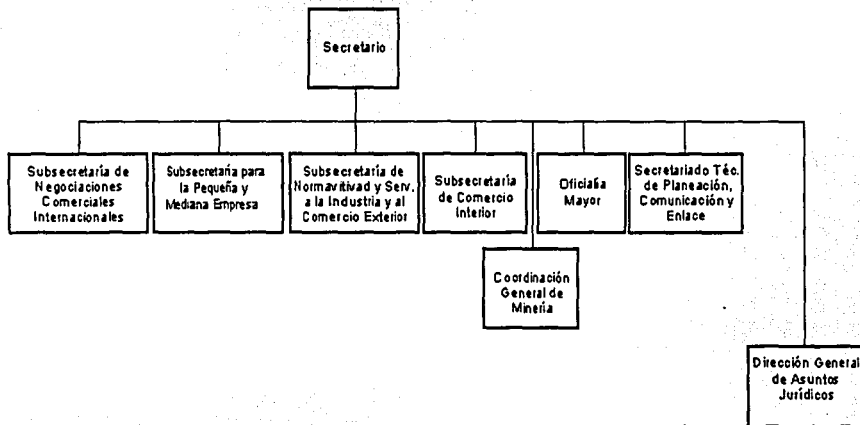 Secretario
Subsecretaría de
Negociaciones
Comerciales
Internacionales
Subsecretaría para
la Pequeña y
Mediana Empresa
Subsecretaría de
Normavitivad y Serv.
a la Industria y al
Comercio Exterior
Subsecretaría
de Comercio
Interior
Oficialía
Mayor
Secretariado Téc.
de Planeación,
Comunicación y
Enlace
Coordinación
General de
Minería
Dirección General
de Asuntos
Jurídicos